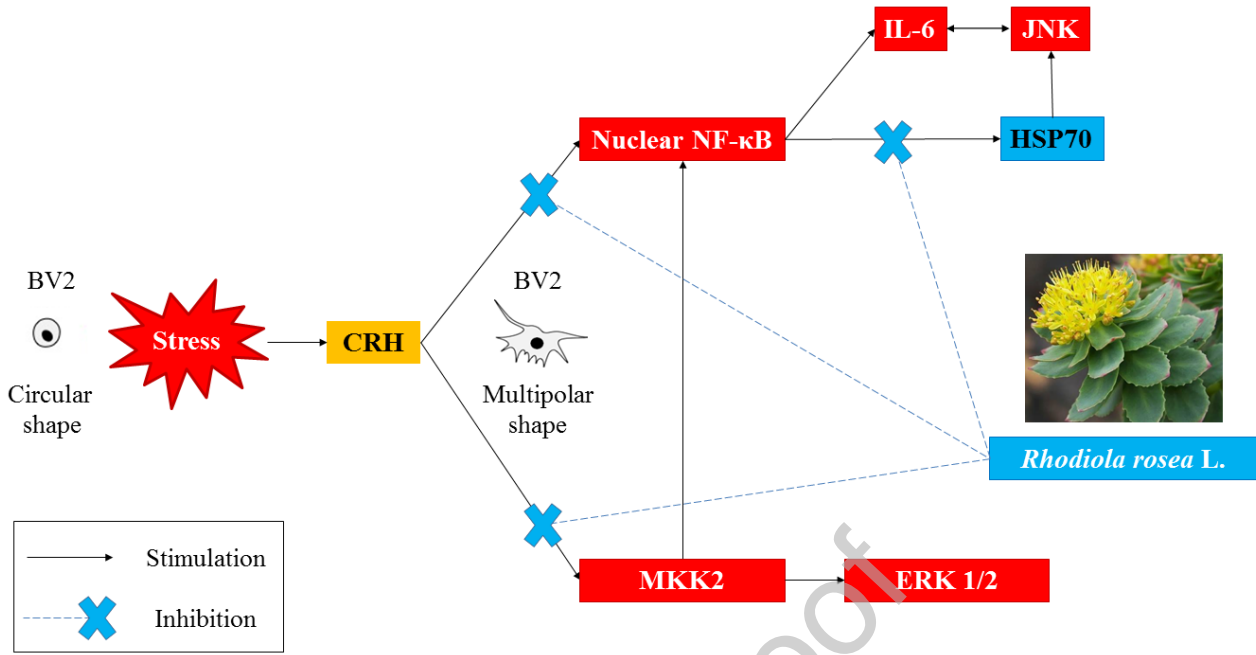 IL-6
JNK
Nuclear NF-κB
HSP70
BV2
Stress
Circular
shape
CRH
BV2
Multipolar
shape
Rhodiola rosea L.
MKK2
ERK 1/2
Stimulation
Inhibition
oof